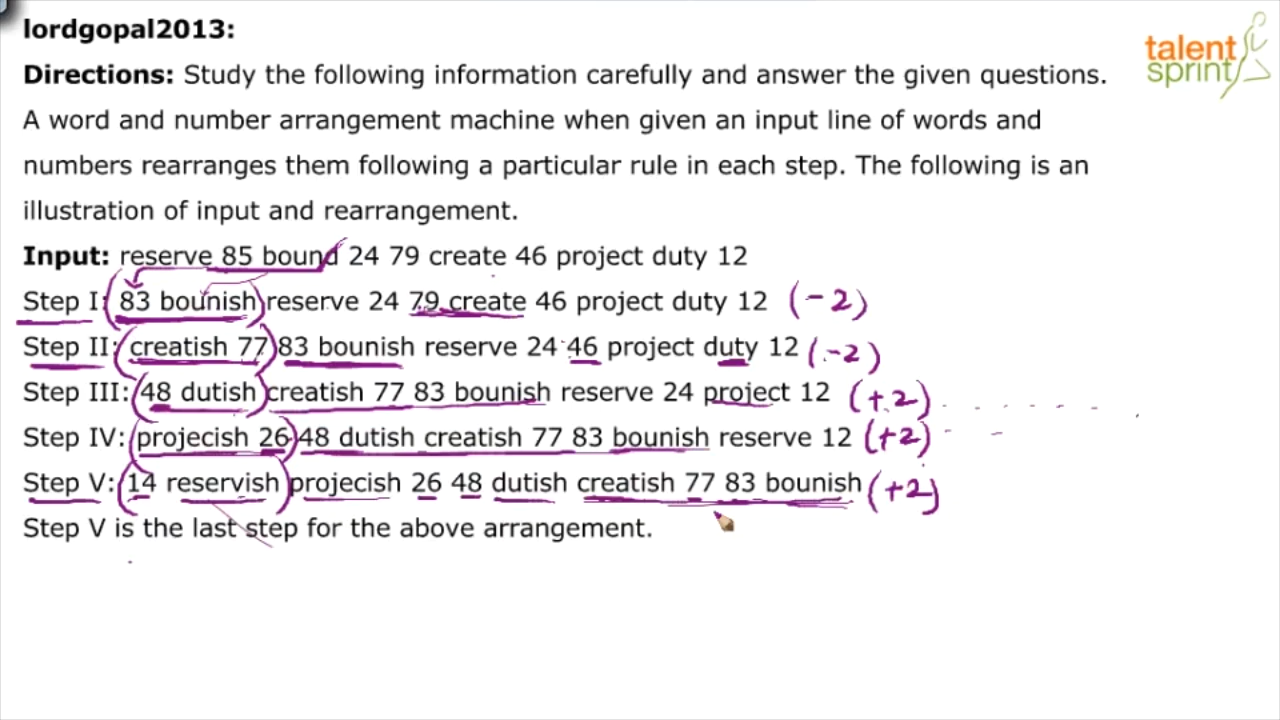 lordgopal2013:
talent
sprint
Directions: Study the following information carefully and answer the given questions.
A word and number arrangement machine when given an input line of words and
numbers rearranges them following a particular rule in each step. The following is an
illustration of input and rearrangement.
Input: reserve 85 bound 24 79 create 46 project duty 12
Step I: 83 bounish reserve 24 79 create 46 project duty 12 (-2)
Step II: creatish 77 83 bounish reserve 24 46 project duty 12 (-2)
Step III: 48 dutish creatish 77 83 bounish reserve 24 project 12 (+2)
Step IV: projecish 26 48 dutish creatish 77 83 bounish reserve 12 (+2)
Step V: 14 reservish projecish 26 48 dutish creatish 77 83 bounish (+2)
Step V is the last step for the above arrangement.